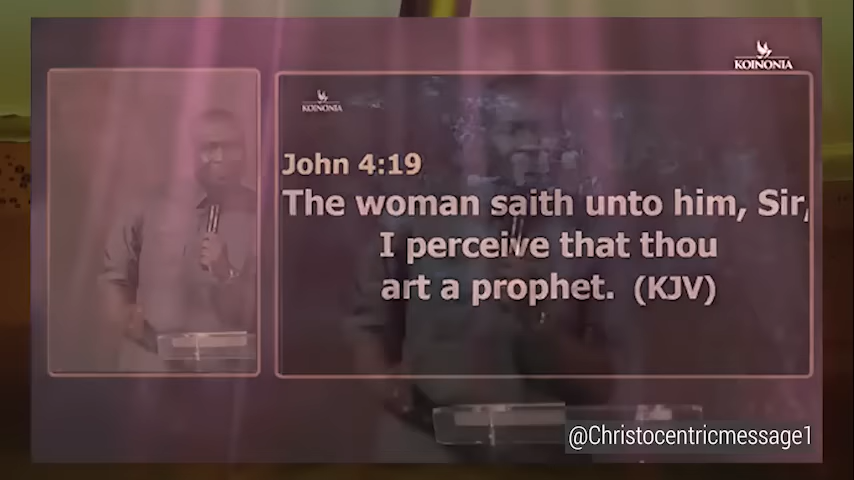 KOINONIA
KOINONIA
John 4:19
The woman saith unto him, Sir,
I perceive that thou
art a prophet. (KJV)
@Christocentricmessage1